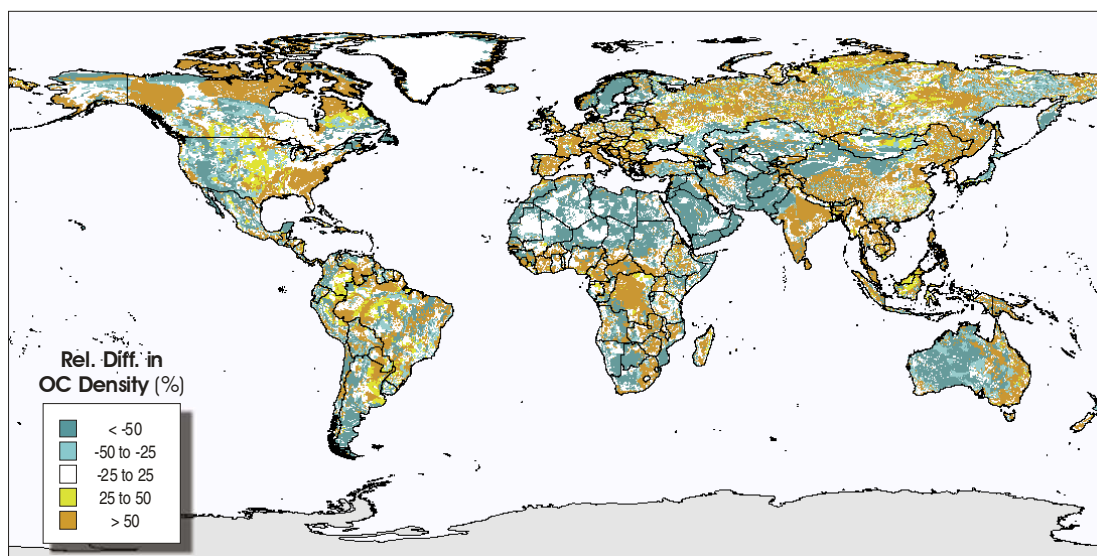 Rel. Diff. in
OC Density (%)
< -50
-50 to -25
-25 to 25
25 to 50
> 50